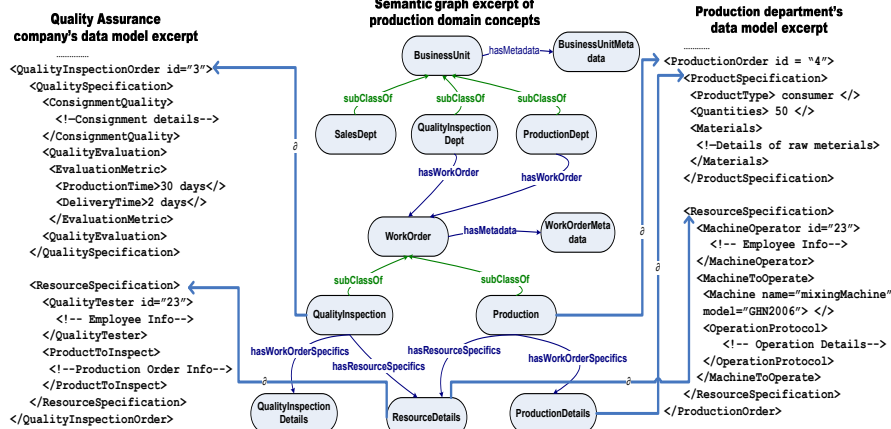 Quality Assurance
company's data model excerpt
..............
<QualityInspectionOrder id="3">
<QualitySpecification>
<ConsignmentQuality>
<!—Consignment details-->
</ConsignmentQuality>
<QualityEvaluation>
<EvaluationMetric>
<ProductionTime>30 days</>
<DeliveryTime>2 days</>
</EvaluationMetric>
<QualityEvaluation>
</QualitySpecification>
<ResourceSpecification>
<QualityTester id="23">
<!-- Employee Info-->
</QualityTester>
<ProductToInspect>
<!--Production Order Info-->
</ProductToInspect>
</ResourceSpecification>
</QualityInspectionOrder>
Semantic graph excerpt of
production domain concepts
BusinessUnit
hasMetadata
BusinessUnitMeta
data
subClassOf
subClassOf
subClassOf
SalesDept
QualityInspection
Dept
ProductionDept
hasWorkOrder
hasWorkOrder
WorkOrder
hasMetadata
WorkOrderMeta
data
subClassOf
subClassOf
QualityInspection
Production
hasWorkOrderSpecifics
hasResourceSpecifics
hasResourceSpecifics
hasWorkOrderSpecifics
QualityInspection
Details
ResourceDetails
ProductionDetails
∂
∂
∂
∂
∂
Production department's
data model excerpt
............
<ProductionOrder id = "4">
<ProductSpecification>
<ProductType> consumer </>
<Quantities> 50 </>
<Materials>
<!—Details of raw meterials>
</Materials>
</ProductSpecification>
<ResourceSpecification>
<MachineOperator id="23">
<!-- Employee Info-->
</MachineOperator>
<MachineToOperate>
<Machine name="mixingMachine"
model="GHN2006"> </>
<OperationProtocol>
<!-- Operation Details-->
</OperationProtocol>
</MachineToOperate>
</ResourceSpecification>
</ProductionOrder>